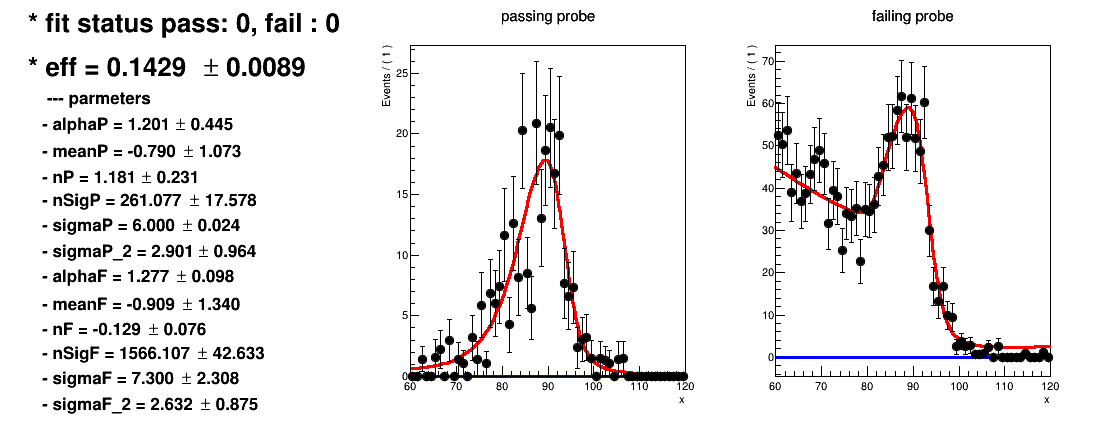 * fit status pass: 0, fail : 0
* eff = 0.1429 ± 0.0089
--- parmeters
- alphaP = 1.201 ± 0.445
- meanP = -0.790 ± 1.073
- nP = 1.181 ± 0.231
- nSigP = 261.077 ± 17.578
- sigmaP = 6.000 ± 0.024
- sigmaP_2 = 2.901 ± 0.964
- alphaF = 1.277 ± 0.098
- meanF = -0.909 ± 1.340
- nF = -0.129 ± 0.076
- nSigF = 1566.107 ± 42.633
- sigmaF = 7.300 ± 2.308
- sigmaF_2 = 2.632 ± 0.875
passing probe
Events / ( 1 )
25
20
15
10
5
0
60 70 80 90 100 110 120
x
failing probe
Events / ( 1 )
70
60
50
40
30
20
10
0
60 70 80 90 100 110 120
x